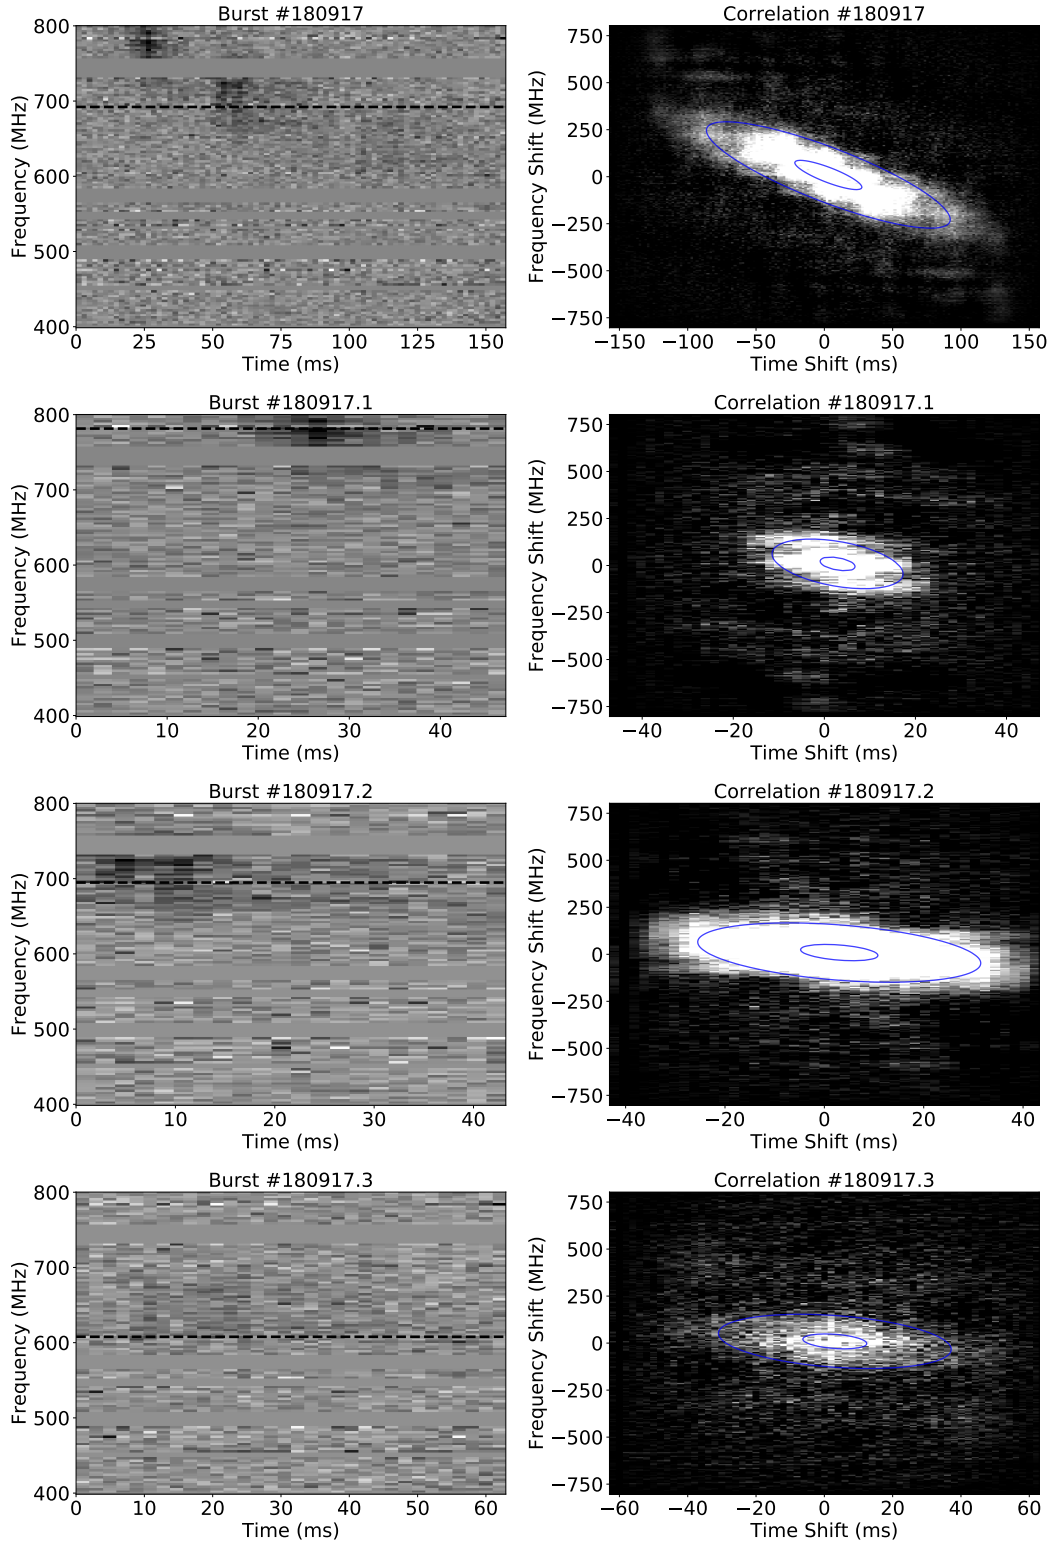 Burst #180917
Correlation #180917
Frequency (MHz)
800
700
600
500
400
0 25 50 75 100 125 150
Time (ms)
Frequency Shift (MHz)
750
500
250
0
−250
−500
−750
−150 −100 −50 0 50 100 150
Time Shift (ms)
Burst #180917.1
Correlation #180917.1
Frequency (MHz)
800
700
600
500
400
0 10 20 30 40
Time (ms)
Frequency Shift (MHz)
750
500
250
0
−250
−500
−750
−40 −20 0 20 40
Time Shift (ms)
Burst #180917.2
Correlation #180917.2
Frequency (MHz)
800
700
600
500
400
0 10 20 30 40
Time (ms)
Frequency Shift (MHz)
750
500
250
0
−250
−500
−750
−40 −20 0 20 40
Time Shift (ms)
Burst #180917.3
Correlation #180917.3
Frequency (MHz)
800
700
600
500
400
0 10 20 30 40 50 60
Time (ms)
Frequency Shift (MHz)
750
500
250
0
−250
−500
−750
−60 −40 −20 0 20 40 60
Time Shift (ms)